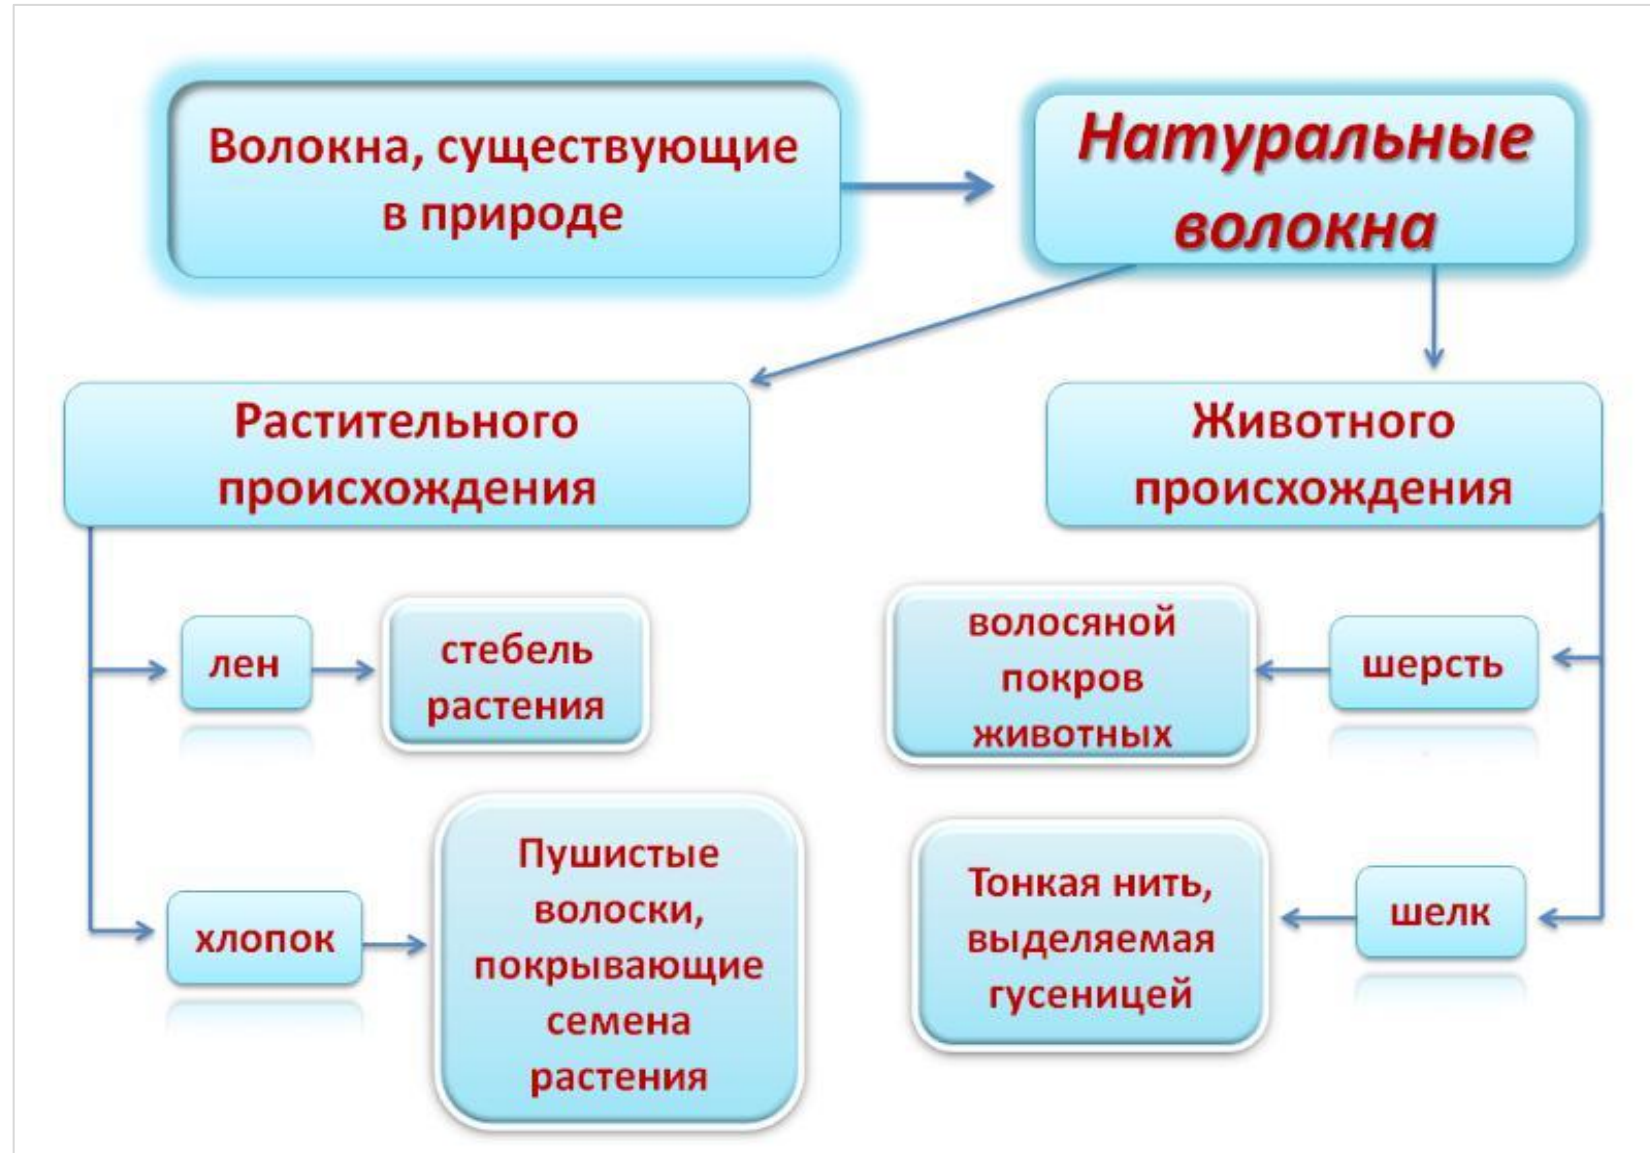 Волокна, существующие
в природе
Натуральные
волокна
Растительного
происхождения
Животного
происхождения
лен
стебель
растения
волосяной
покров
животных
шерсть
хлопок
Пушистые
волоски,
покрывающие
семена
растения
Тонкая нить,
выделяемая
гусеницей
шелк